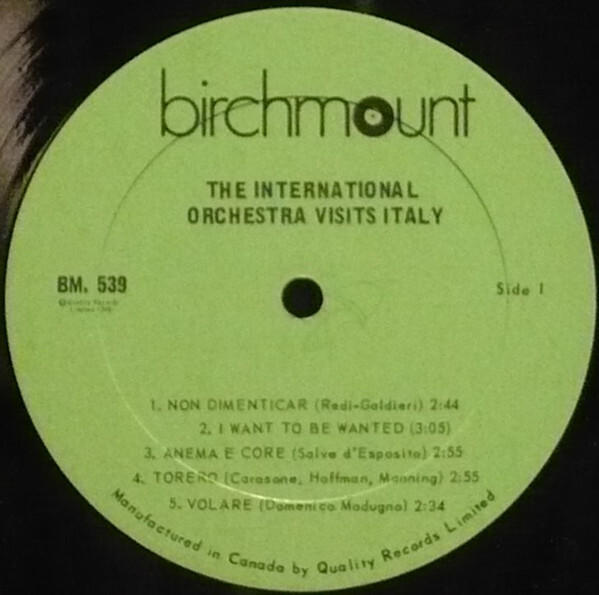 birchmount
THE INTERNATIONAL
ORCHESTRA VISITS ITALY
BM. 539
Side 1
1. NON DIMENTICAR (Redi-Galdieri) 2:44
2. I WANT TO BE WANTED (3:05)
3. ANEMA E CORE (Salve d'Esposito) 2:55
4. TORERO (Carasone, Hoffman, Manning) 2:55
5. VOLARE (Domenico Modugno) 2:34
Manufactured in Canada by Quality Records Limited